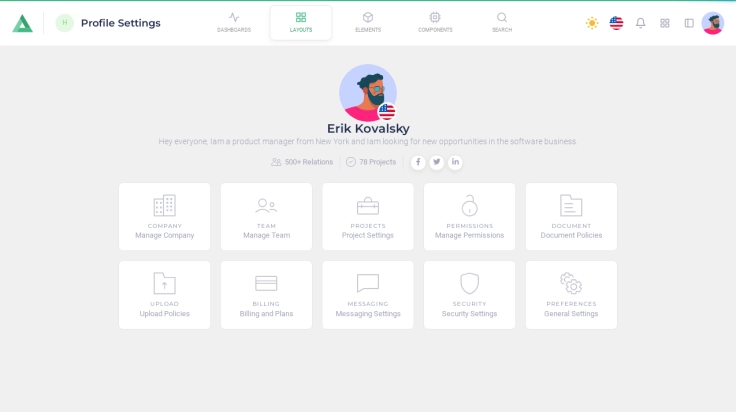 H
Profile Settings
DASHBOARDS
LAYOUTS
ELEMENTS
COMPONENTS
SEARCH
Erik Kovalsky
Hey everyone, Iam a product manager from New York and Iam looking for new opportunities in the software business
500+ Relations
78 Projects
COMPANY
Manage Company
TEAM
Manage Team
PROJECTS
Project Settings
PERMISSIONS
Manage Permissions
DOCUMENT
Document Policies
UPLOAD
Upload Policies
BILLING
Billing and Plans
MESSAGING
Messaging Settings
SECURITY
Security Settings
PREFERENCES
General Settings